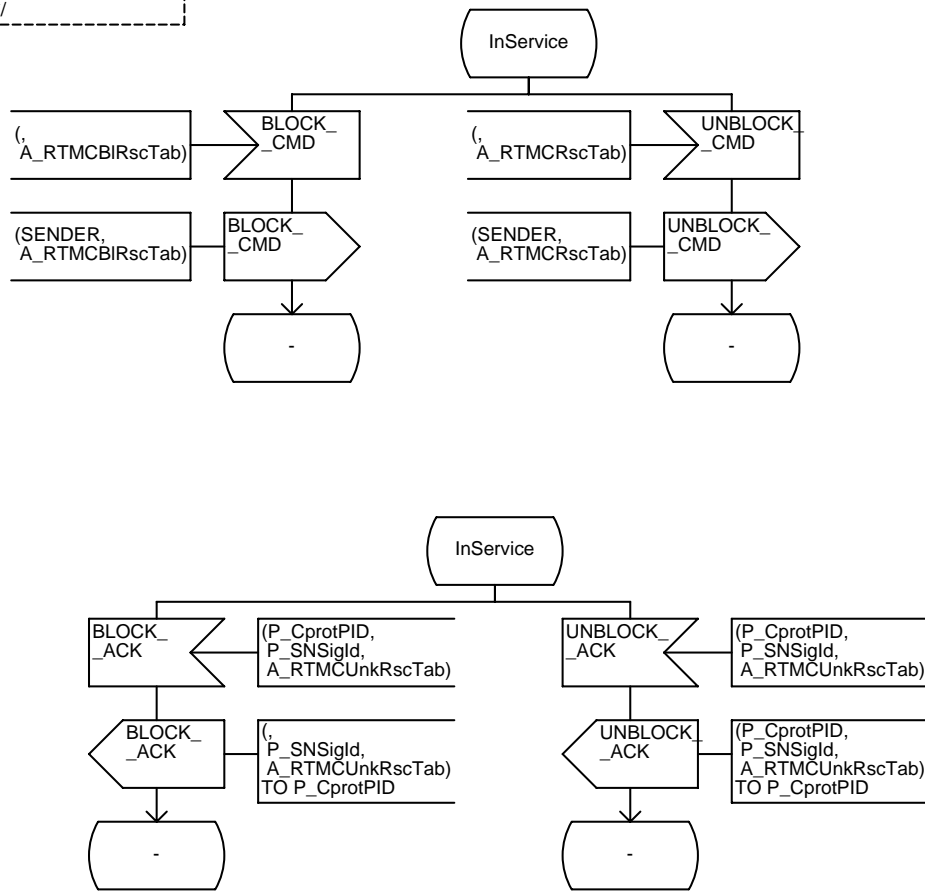 /
InService
(,
A_RTMCBlRscTab)
BLOCK_
_CMD
(,
A_RTMCRscTab)
UNBLOCK_
_CMD
(SENDER,
A_RTMCBlRscTab)
BLOCK_
_CMD
(SENDER,
A_RTMCRscTab)
UNBLOCK_
_CMD
-
-
InService
BLOCK_
_ACK
(P_CprotPID,
P_SNSigId,
A_RTMCUnkRscTab)
UNBLOCK_
_ACK
(P_CprotPID,
P_SNSigId,
A_RTMCUnkRscTab)
BLOCK_
_ACK
(,
P_SNSigId,
A_RTMCUnkRscTab)
TO P_CprotPID
UNBLOCK_
_ACK
(P_CprotPID,
P_SNSigId,
A_RTMCUnkRscTab)
TO P_CprotPID
-
-